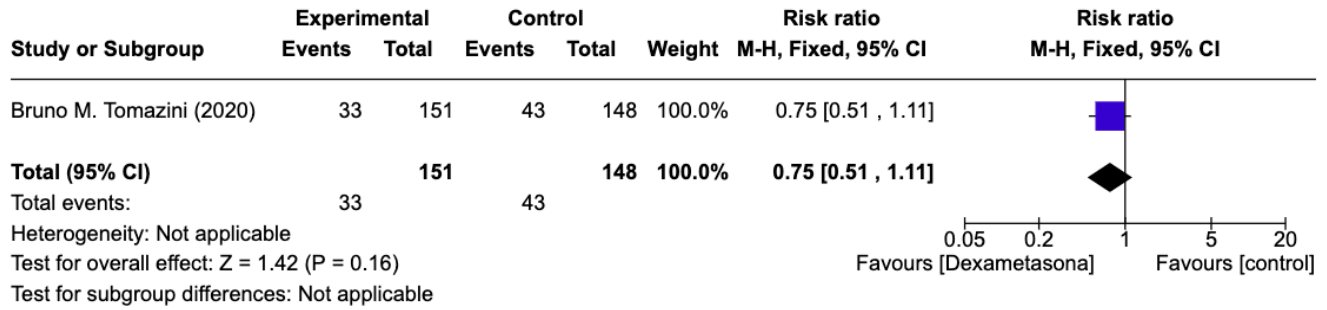 Experimental Control Risk ratio Risk ratio
Study or Subgroup Events Total Events Total Weight M-H, Fixed, 95% CI M-H, Fixed, 95% CI
Bruno M. Tomazini (2020) 33 151 43 148 100.0% 0.75 [0.51 , 1.11]
Total (95% CI) 151 148 100.0% 0.75 [0.51 , 1.11]
Total events: 33 43
Heterogeneity: Not applicable
0.05 0.2 1 5 20
Test for overall effect: Z = 1.42 (P = 0.16)
Favours [Dexametasona] Favours [control]
Test for subgroup differences: Not applicable